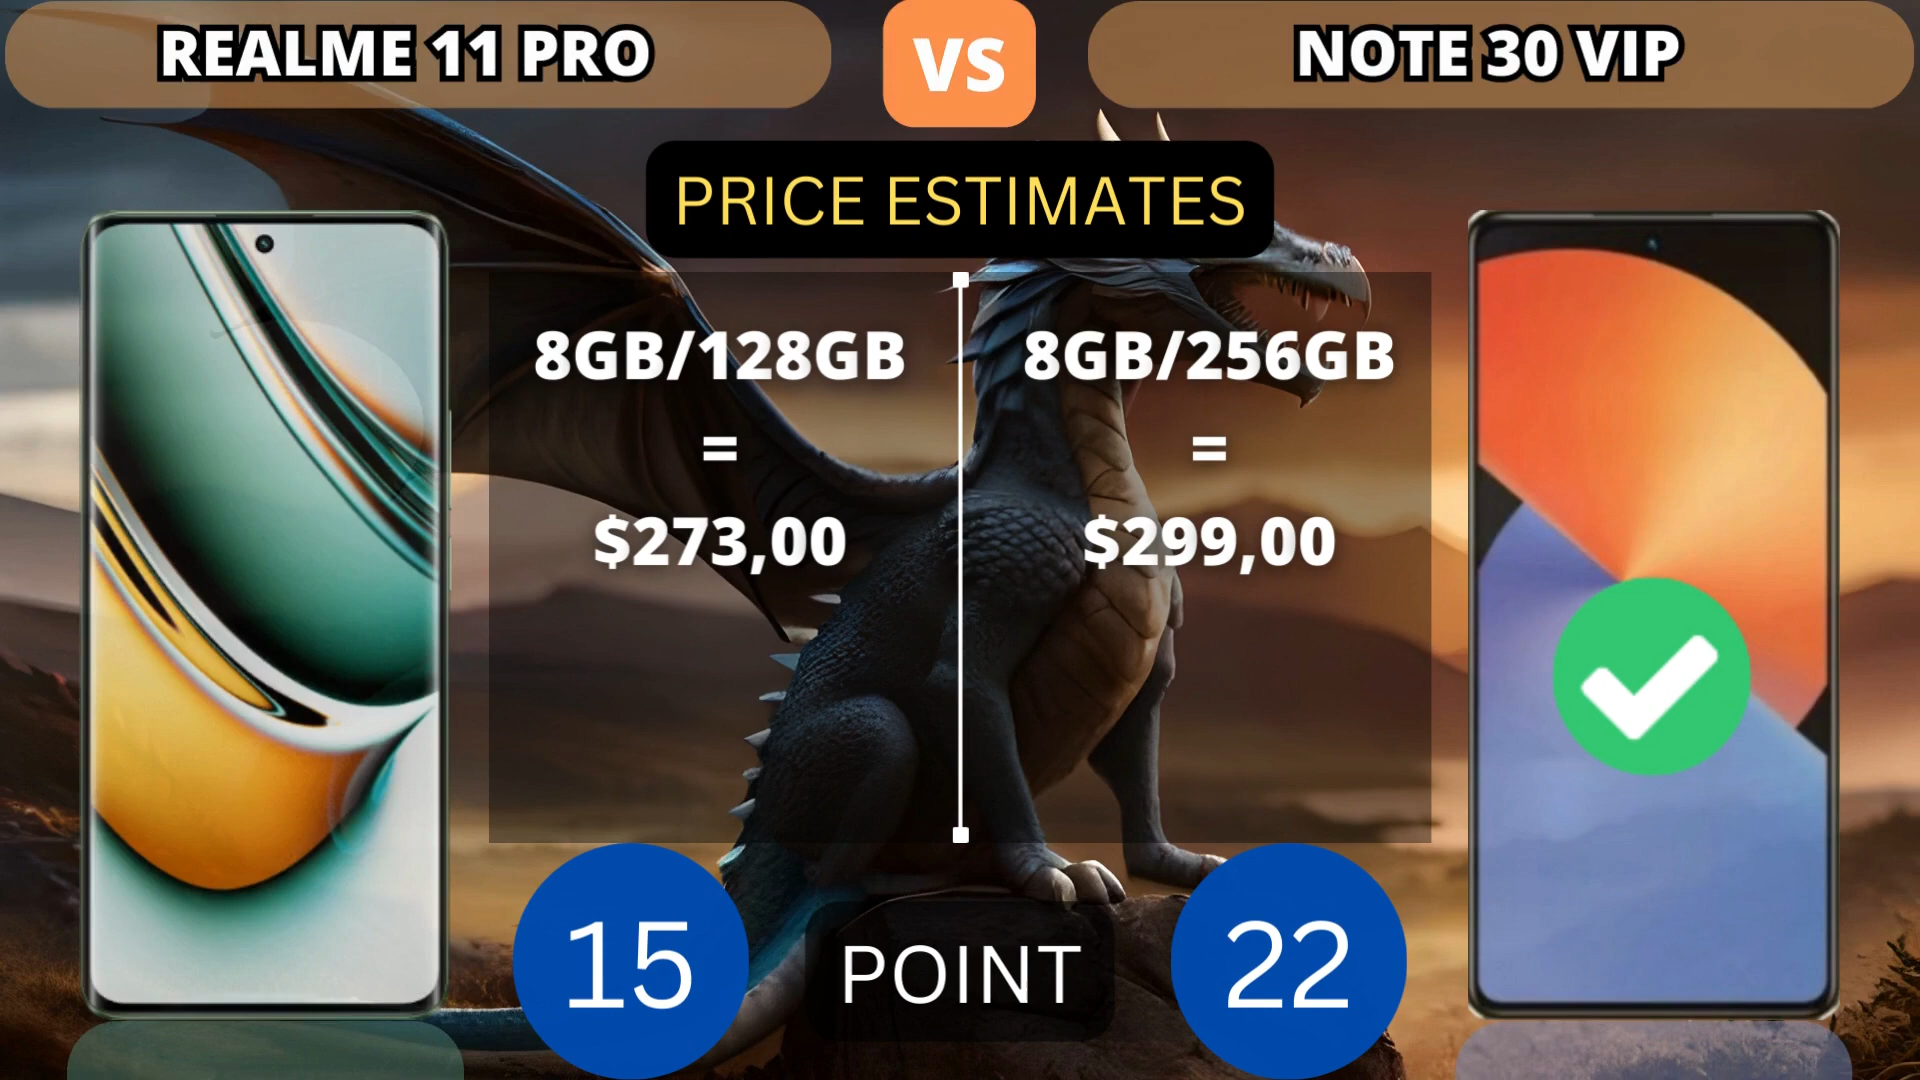 REALME 11 PRO
VS
NOTE 30 VIP
PRICE ESTIMATES
8GB/128GB
=
$273,00
8GB/256GB
=
$299,00
15
POINT
22